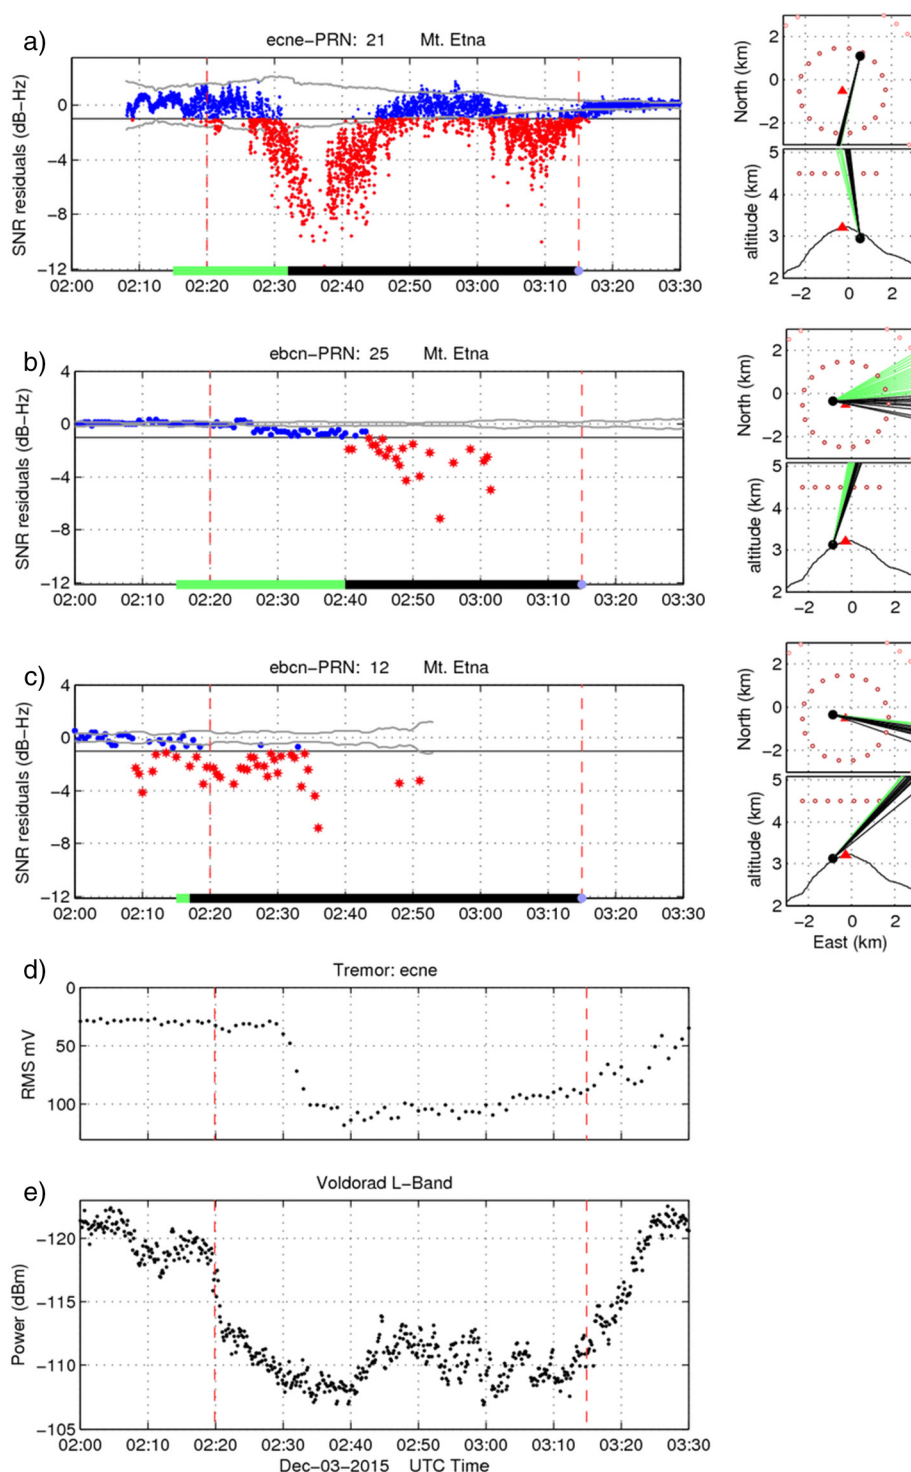 a)
ecne-PRN: 21 Mt. Etna
SNR residuals (dB-Hz)
0
-4
-8
-12
02:00 02:10 02:20 02:30 02:40 02:50 03:00 03:10 03:20 03:30
North (km)
2
0
-2
altitude (km)
5
4
3
2
-2 0 2
b)
ebcn-PRN: 25 Mt. Etna
SNR residuals (dB-Hz)
4
0
-4
-8
-12
02:00 02:10 02:20 02:30 02:40 02:50 03:00 03:10 03:20 03:30
North (km)
2
0
-2
altitude (km)
5
4
3
2
-2 0 2
c)
ebcn-PRN: 12 Mt. Etna
SNR residuals (dB-Hz)
4
0
-4
-8
-12
02:00 02:10 02:20 02:30 02:40 02:50 03:00 03:10 03:20 03:30
North (km)
2
0
-2
altitude (km)
5
4
3
2
-2 0 2
East (km)
d)
Tremor: ecne
RMS mV
0
50
100
e)
Voldorad L-Band
Power (dBm)
-120
-115
-110
-105
02:00 02:10 02:20 02:30 02:40 02:50 03:00 03:10 03:20 03:30
Dec-03-2015 UTC Time